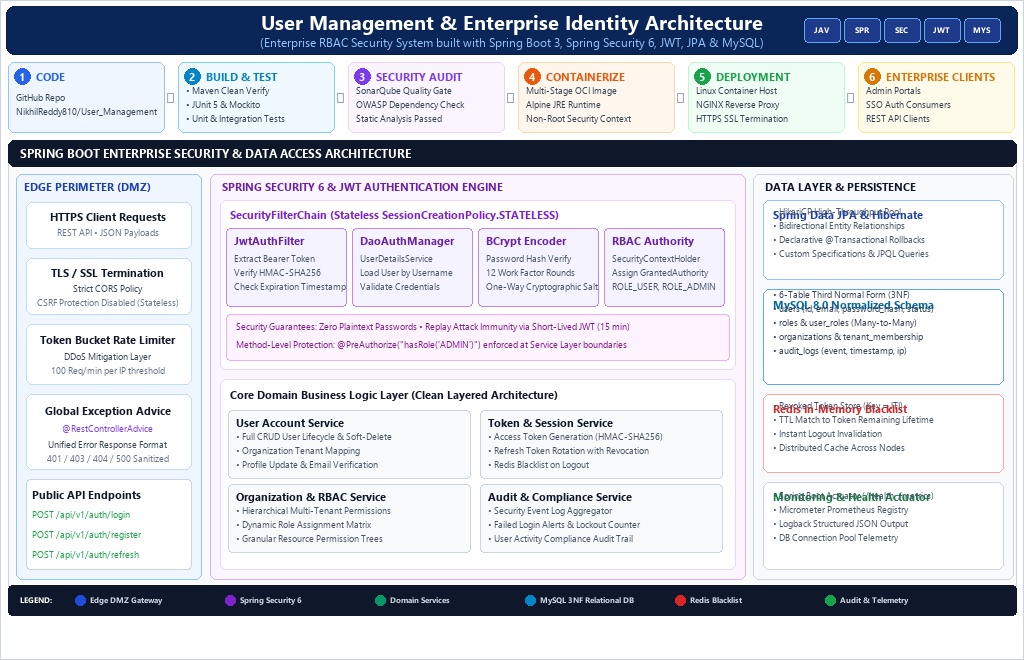 User Management & Enterprise Identity Architecture
(Enterprise RBAC Security System built with Spring Boot 3, Spring Security 6, JWT, JPA & MySQL)
JAV
SPR
SEC
JWT
MYS
1 CODE
GitHub Repo
NikhilReddy810/User_Management
2 BUILD & TEST
• Maven Clean Verify
• JUnit 5 & Mockito
• Unit & Integration Tests
3 SECURITY AUDIT
SonarQube Quality Gate
OWASP Dependency Check
Static Analysis Passed
4 CONTAINERIZE
Multi-Stage OCI Image
Alpine JRE Runtime
Non-Root Security Context
5 DEPLOYMENT
Linux Container Host
NGINX Reverse Proxy
HTTPS SSL Termination
6 ENTERPRISE CLIENTS
Admin Portals
SSO Auth Consumers
REST API Clients
SPRING BOOT ENTERPRISE SECURITY & DATA ACCESS ARCHITECTURE
EDGE PERIMETER (DMZ)
HTTPS Client Requests
REST API • JSON Payloads
TLS / SSL Termination
Strict CORS Policy
CSRF Protection Disabled (Stateless)
Token Bucket Rate Limiter
DDoS Mitigation Layer
100 Req/min per IP threshold
Global Exception Advice
@RestControllerAdvice
Unified Error Response Format
401 / 403 / 404 / 500 Sanitized
Public API Endpoints
POST /api/v1/auth/login
POST /api/v1/auth/register
POST /api/v1/auth/refresh
SPRING SECURITY 6 & JWT AUTHENTICATION ENGINE
SecurityFilterChain (Stateless SessionCreationPolicy.STATELESS)
JwtAuthFilter
Extract Bearer Token
Verify HMAC-SHA256
Check Expiration Timestamp
DaoAuthManager
UserDetailsService
Load User by Username
Validate Credentials
BCrypt Encoder
Password Hash Verify
12 Work Factor Rounds
One-Way Cryptographic Salt
RBAC Authority
SecurityContextHolder
Assign GrantedAuthority
ROLE_USER, ROLE_ADMIN
Security Guarantees: Zero Plaintext Passwords • Replay Attack Immunity via Short-Lived JWT (15 min)
Method-Level Protection: @PreAuthorize("hasRole('ADMIN')") enforced at Service Layer boundaries
Core Domain Business Logic Layer (Clean Layered Architecture)
User Account Service
• Full CRUD User Lifecycle & Soft-Delete
• Organization Tenant Mapping
• Profile Update & Email Verification
Token & Session Service
• Access Token Generation (HMAC-SHA256)
• Refresh Token Rotation with Revocation
• Redis Blacklist on Logout
Organization & RBAC Service
• Hierarchical Multi-Tenant Permissions
• Dynamic Role Assignment Matrix
• Granular Resource Permission Trees
Audit & Compliance Service
• Security Event Log Aggregator
• Failed Login Alerts & Lockout Counter
• User Activity Compliance Audit Trail
DATA LAYER & PERSISTENCE
• HikariCP High-Throughput Pool
Spring Data JPA & Hibernate
• Bidirectional Entity Relationships
• Declarative @Transactional Rollbacks
• Custom Specifications & JPQL Queries
• 6-Table Third Normal Form (3NF)
MySQL 8.0 Normalized Schema
• users (id, email, password_hash, status)
• roles & user_roles (Many-to-Many)
• organizations & tenant_membership
• audit_logs (event, timestamp, ip)
• Revoked Token Store (Key = JTI)
Redis In-Memory Blacklist
• TTL Match to Token Remaining Lifetime
• Instant Logout Invalidation
• Distributed Cache Across Nodes
Monitoring & Health Actuator
• Micrometer Prometheus Registry
• Logback Structured JSON Output
• DB Connection Pool Telemetry
LEGEND:
Edge DMZ Gateway
Spring Security 6
Domain Services
MySQL 3NF Relational DB
Redis Blacklist
Audit & Telemetry